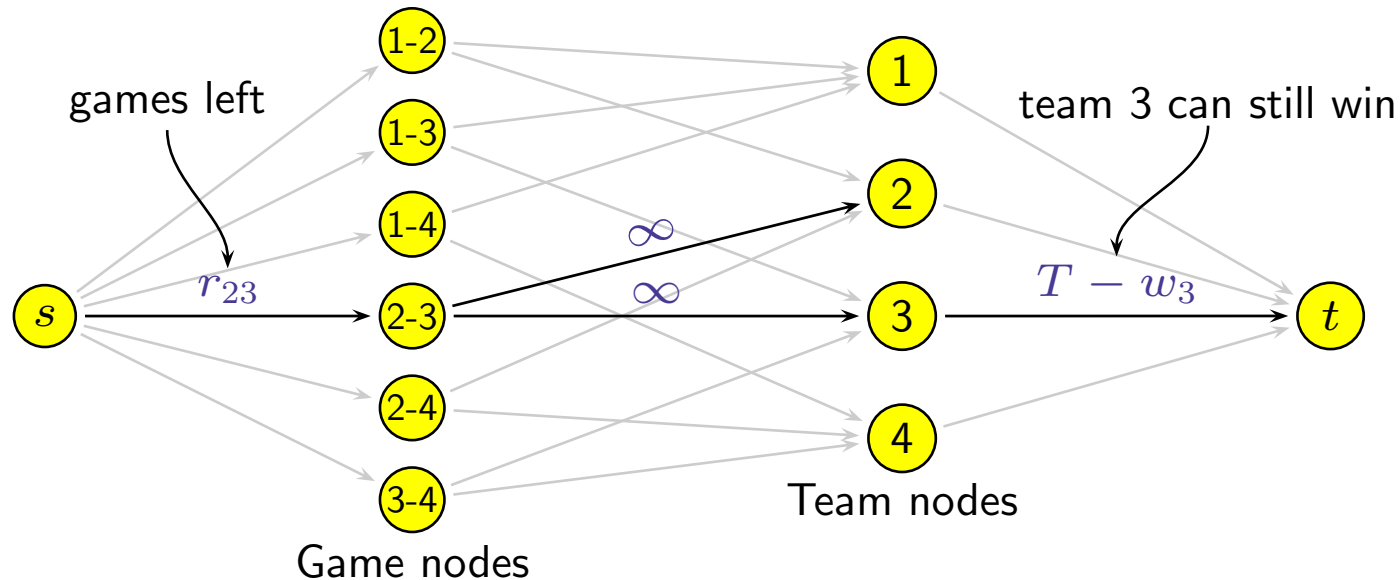 games left
team 3 can still win
s
1-2
1-3
1-4
2-3
2-4
3-4
r₂₃
∞
∞
1
2
3
4
T − w₃
t
Game nodes
Team nodes